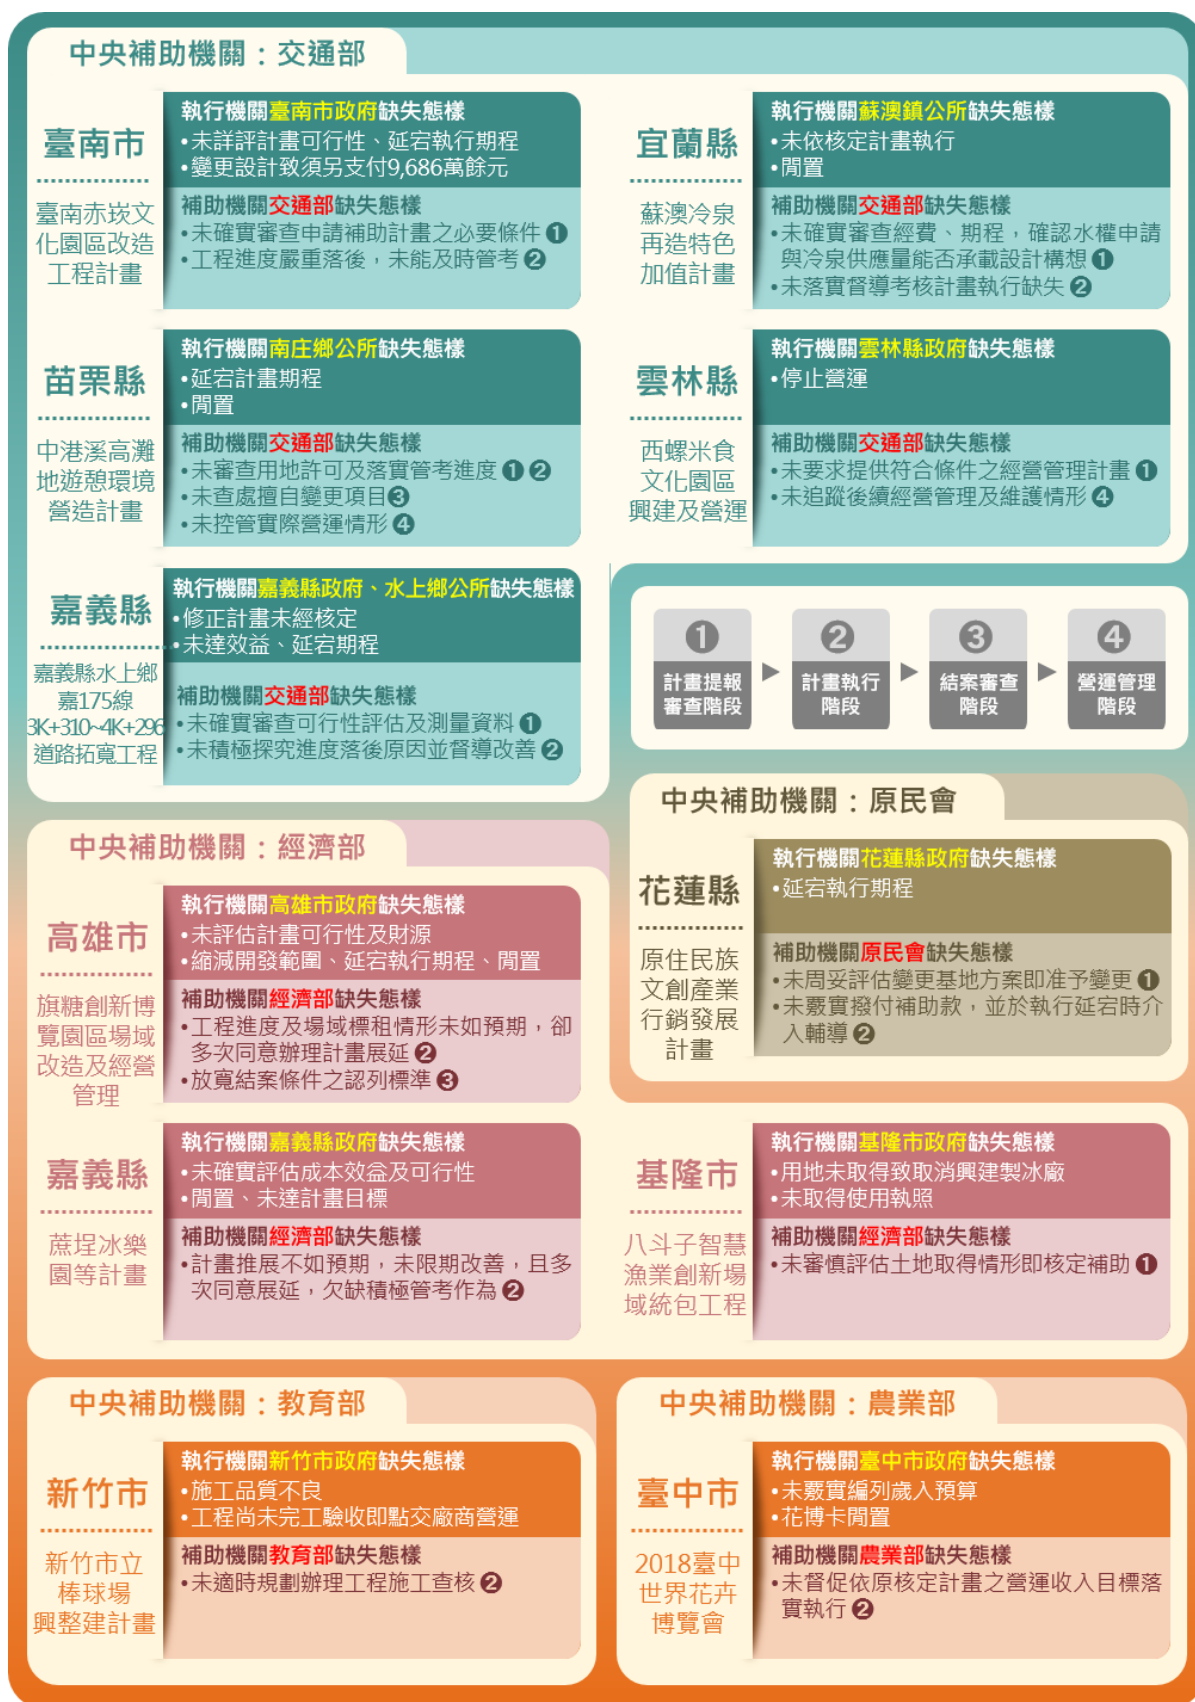 中央補助機關：交通部
臺南市
臺南赤崁文
化園區改造
工程計畫
執行機關臺南市政府缺失態樣
•未詳評計畫可行性、延宕執行期程
•變更設計致須另支付9,686萬餘元
補助機關交通部缺失態樣
•未確實審查申請補助計畫之必要條件❶
•工程進度嚴重落後，未能及時管考❷
宜蘭縣
蘇澳冷泉
再造特色
加值計畫
執行機關蘇澳鎮公所缺失態樣
•未依核定計畫執行
•閒置
補助機關交通部缺失態樣
•未確實審查經費、期程，確認水權申請
與冷泉供應量能否承載設計構想❶
•未落實督導考核計畫執行缺失❷
苗栗縣
中港溪高灘
地遊憩環境
營造計畫
執行機關南庄鄉公所缺失態樣
•延宕計畫期程
•閒置
補助機關交通部缺失態樣
•未審查用地許可及落實管考進度❶❷
•未查處擅自變更項目❸
•未控管實際營運情形❹
雲林縣
西螺米食
文化園區
興建及營運
執行機關雲林縣政府缺失態樣
•停止營運
補助機關交通部缺失態樣
•未要求提供符合條件之經營管理計畫❶
•未追蹤後續經營管理及維護情形❹
嘉義縣
嘉義縣水上鄉
嘉175線
3K+310~4K+296
道路拓寬工程
執行機關嘉義縣政府、水上鄉公所缺失態樣
•修正計畫未經核定
•未達效益、延宕期程
補助機關交通部缺失態樣
•未確實審查可行性評估及測量資料❶
•未積極探究進度落後原因並督導改善❷
❶
計畫提報
審查階段
❷
計畫執行
階段
❸
結案審查
階段
❹
營運管理
階段
中央補助機關：原民會
花蓮縣
原住民族
文創產業
行銷發展
計畫
執行機關花蓮縣政府缺失態樣
•延宕執行期程
補助機關原民會缺失態樣
•未周妥評估變更基地方案即准予變更❶
•未覈實撥付補助款，並於執行延宕時介
入輔導❷
中央補助機關：經濟部
高雄市
旗糖創新博
覽園區場域
改造及經營
管理
執行機關高雄市政府缺失態樣
•未評估計畫可行性及財源
•縮減開發範圍、延宕執行期程、閒置
補助機關經濟部缺失態樣
•工程進度及場域標租情形未如預期，卻
多次同意辦理計畫展延❷
•放寬結案條件之認列標準❸
嘉義縣
蔗埕冰樂
園等計畫
執行機關嘉義縣政府缺失態樣
•未確實評估成本效益及可行性
•閒置、未達計畫目標
補助機關經濟部缺失態樣
•計畫推展不如預期，未限期改善，且多
次同意展延，欠缺積極管考作為❷
基隆市
八斗子智慧
漁業創新場
域統包工程
執行機關基隆市政府缺失態樣
•用地未取得致取消興建製冰廠
•未取得使用執照
補助機關經濟部缺失態樣
•未審慎評估土地取得情形即核定補助❶
中央補助機關：教育部
新竹市
新竹市立
棒球場
興整建計畫
執行機關新竹市政府缺失態樣
•施工品質不良
•工程尚未完工驗收即點交廠商營運
補助機關教育部缺失態樣
•未適時規劃辦理工程施工查核❷
中央補助機關：農業部
臺中市
2018臺中
世界花卉
博覽會
執行機關臺中市政府缺失態樣
•未覈實編列歲入預算
•花博卡閒置
補助機關農業部缺失態樣
•未督促依原核定計畫之營運收入目標落
實執行❷